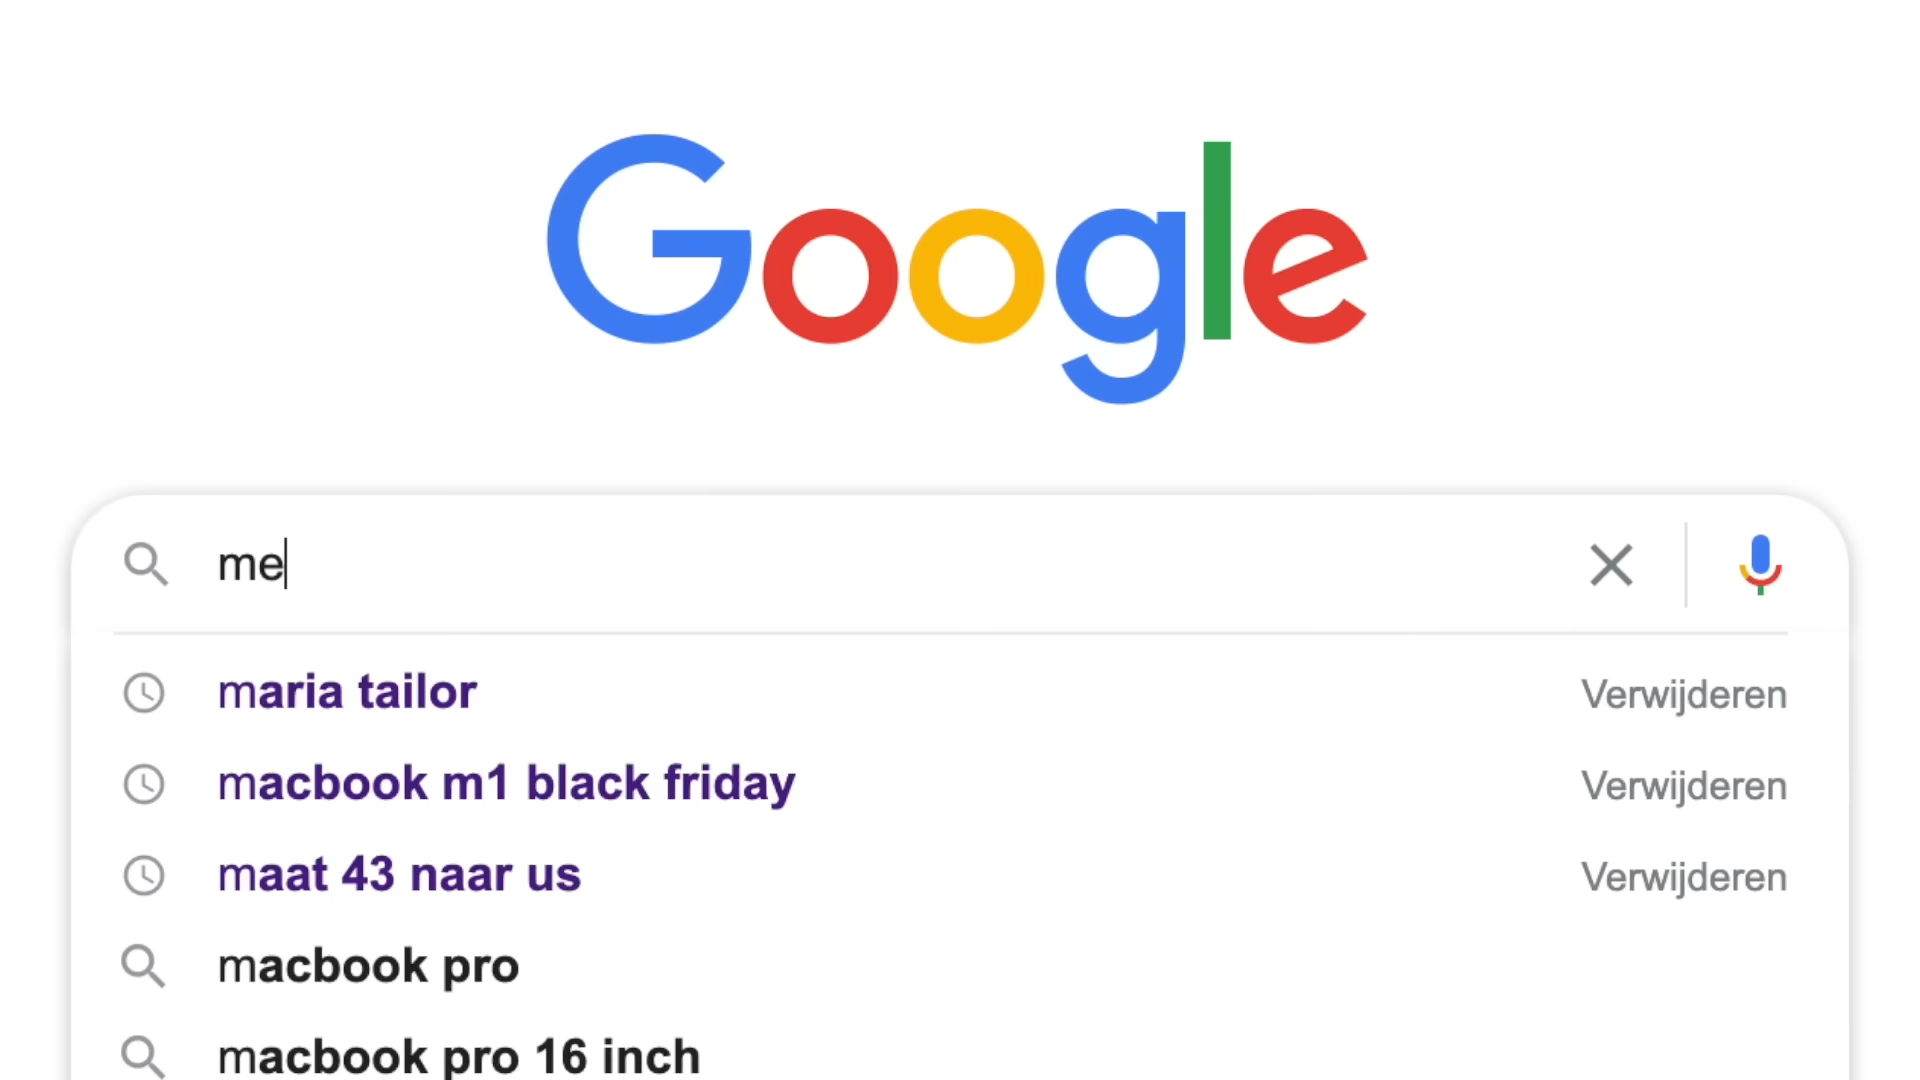 Google
me
maria tailor Verwijderen
macbook m1 black friday Verwijderen
maat 43 naar us Verwijderen
macbook pro
macbook pro 16 inch